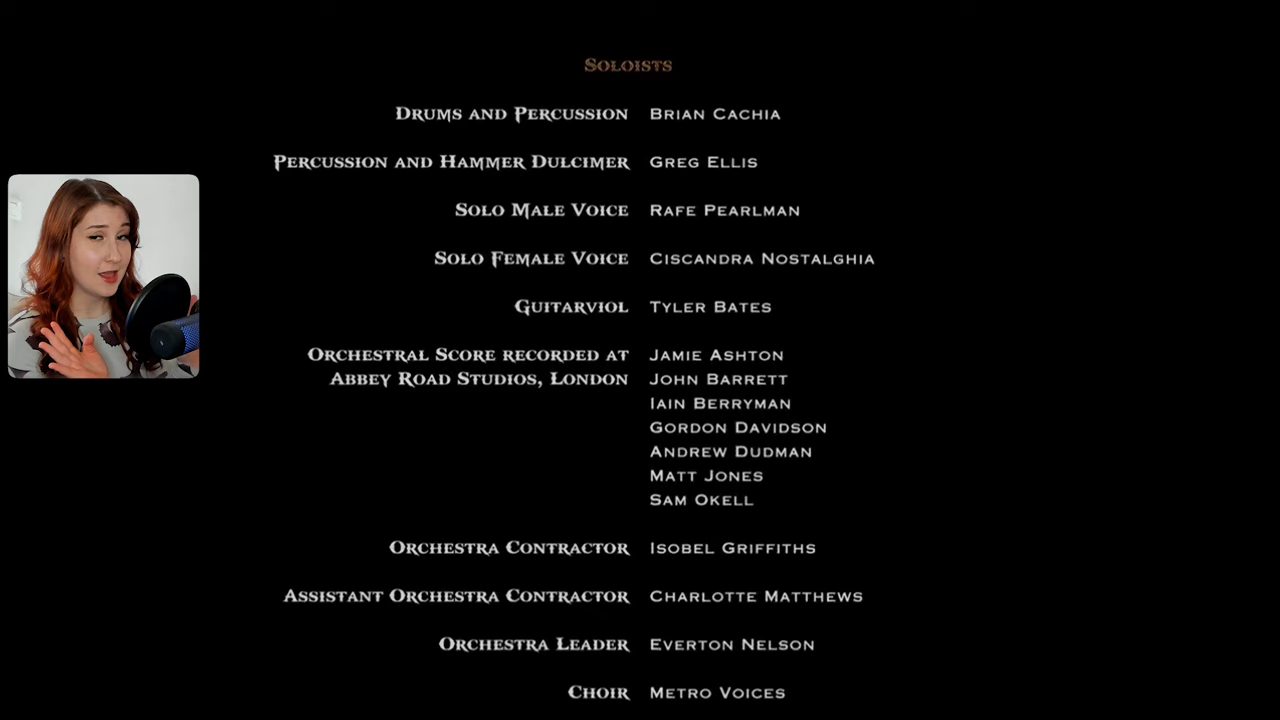 Soloists
Drums and Percussion Brian Cachia
Percussion and Hammer Dulcimer Greg Ellis
Solo Male Voice Rafe Pearlman
Solo Female Voice Ciscandra Nostalghia
Guitarviol Tyler Bates
Orchestral Score recorded at Jamie Ashton
Abbey Road Studios, London John Barrett
Iain Berryman
Gordon Davidson
Andrew Dudman
Matt Jones
Sam Okell
Orchestra Contractor Isobel Griffiths
Assistant Orchestra Contractor Charlotte Matthews
Orchestra Leader Everton Nelson
Choir Metro Voices